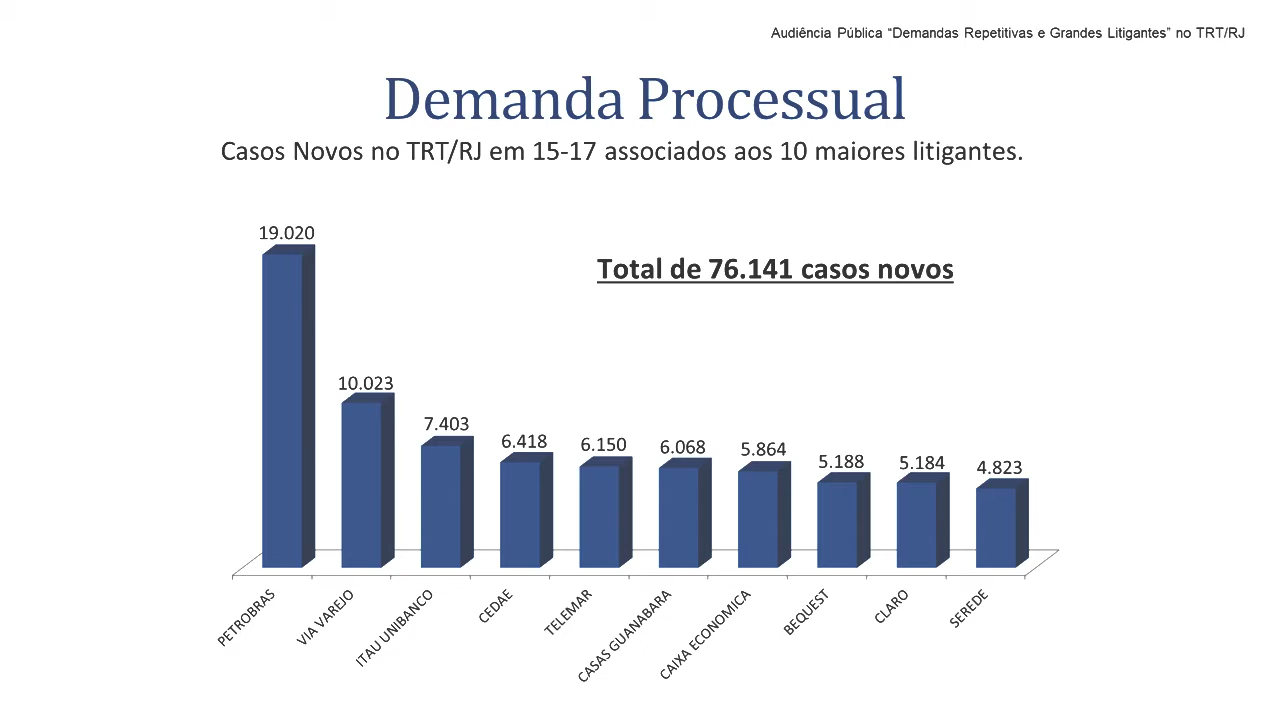 Audiência Pública “Demandas Repetitivas e Grandes Litigantes” no TRT/RJ
Demanda Processual
Casos Novos no TRT/RJ em 15-17 associados aos 10 maiores litigantes.
Total de 76.141 casos novos
19.020
10.023
7.403
6.418
6.150
6.068
5.864
5.188
5.184
4.823
PETROBRAS
VIA VAREJO
ITAU UNIBANCO
CEDAE
TELEMAR
CASAS GUANABARA
CAIXA ECONOMICA
BEQUEST
CLARO
SEREDE